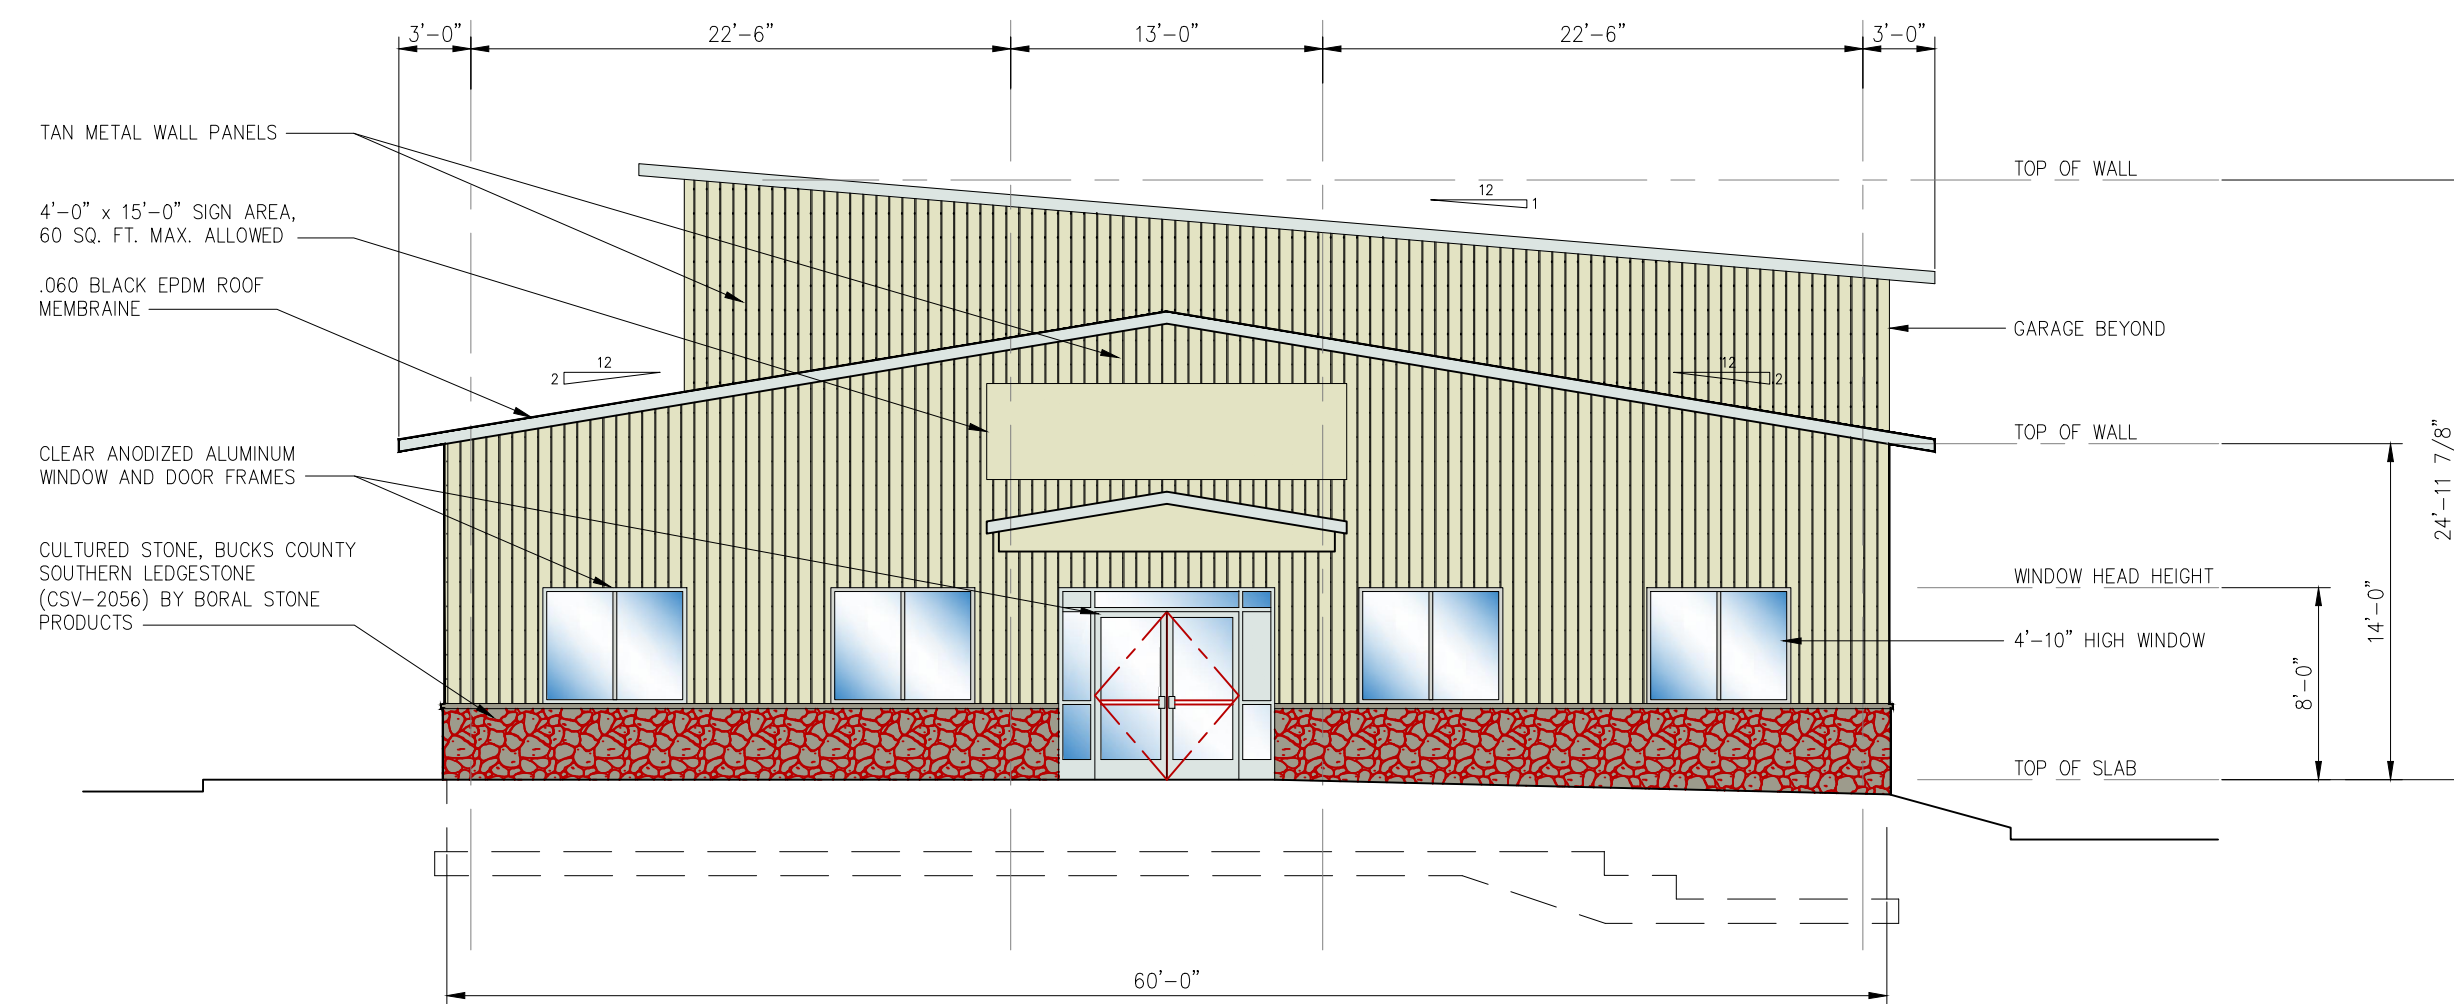 3'-0"
22'-6"
13'-0"
22'-6"
3'-0"
TAN METAL WALL PANELS
4'-0" x 15'-0" SIGN AREA,
60 SQ. FT. MAX. ALLOWED
.060 BLACK EPDM ROOF
MEMBRAINE
CLEAR ANODIZED ALUMINUM
WINDOW AND DOOR FRAMES
CULTURED STONE, BUCKS COUNTY
SOUTHERN LEDGESTONE
(CSV-2056) BY BORAL STONE
PRODUCTS
12
1
12
2
12
2
TOP OF WALL
GARAGE BEYOND
TOP OF WALL
WINDOW HEAD HEIGHT
4'-10" HIGH WINDOW
TOP OF SLAB
8'-0"
14'-0"
24'-11 7/8"
60'-0"